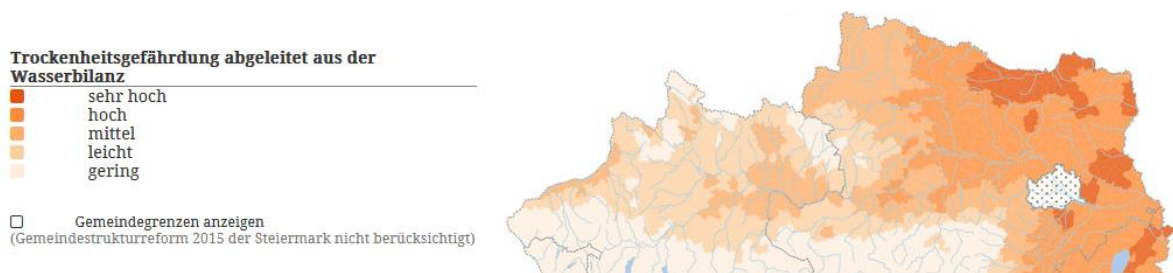 Trockenheitsgefährdung abgeleitet aus der
Wasserbilanz
sehr hoch
hoch
mittel
leicht
gering
Gemeindegrenzen anzeigen
(Gemeindestrukturreform 2015 der Steiermark nicht berücksichtigt)